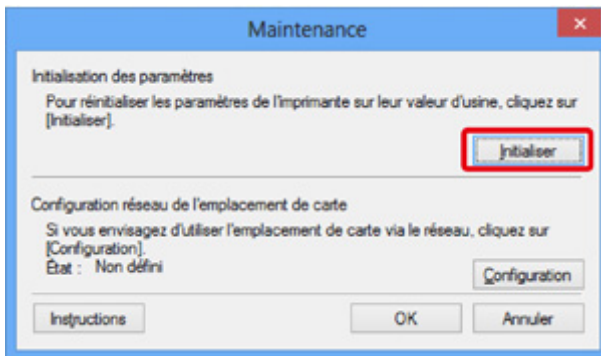 Maintenance
Initialisation des paramètres
Pour réinitialiser les paramètres de l'imprimante sur leur valeur d'usine, cliquez sur
[Initialiser].
Initialiser
Configuration réseau de l'emplacement de carte
Si vous envisagez d'utiliser l'emplacement de carte via le réseau, cliquez sur
[Configuration].
État : Non défini
Configuration
Instructions
OK
Annuler